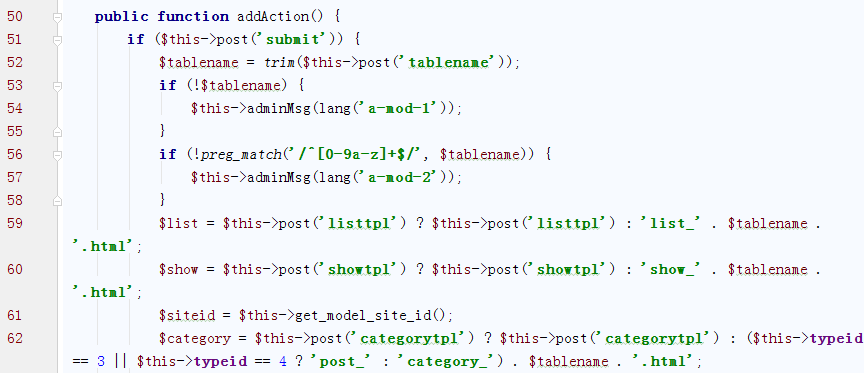 50 public function addAction() {
51 if ($this->post('submit')) {
52 $tablename = trim($this->post('tablename'));
53 if (!$tablename) {
54 $this->adminMsg(lang('a-mod-1'));
55 }
56 if (!preg_match('/^[0-9a-z]+$/', $tablename)) {
57 $this->adminMsg(lang('a-mod-2'));
58 }
59 $list = $this->post('listtpl') ? $this->post('listtpl') : 'list_' . $tablename .
'.html';
60 $show = $this->post('showtpl') ? $this->post('showtpl') : 'show_' . $tablename .
'.html';
61 $siteid = $this->get_model_site_id();
62 $category = $this->post('categorytpl') ? $this->post('categorytpl') : ($this->typeid
== 3 || $this->typeid == 4 ? 'post_' : 'category_') . $tablename . '.html';